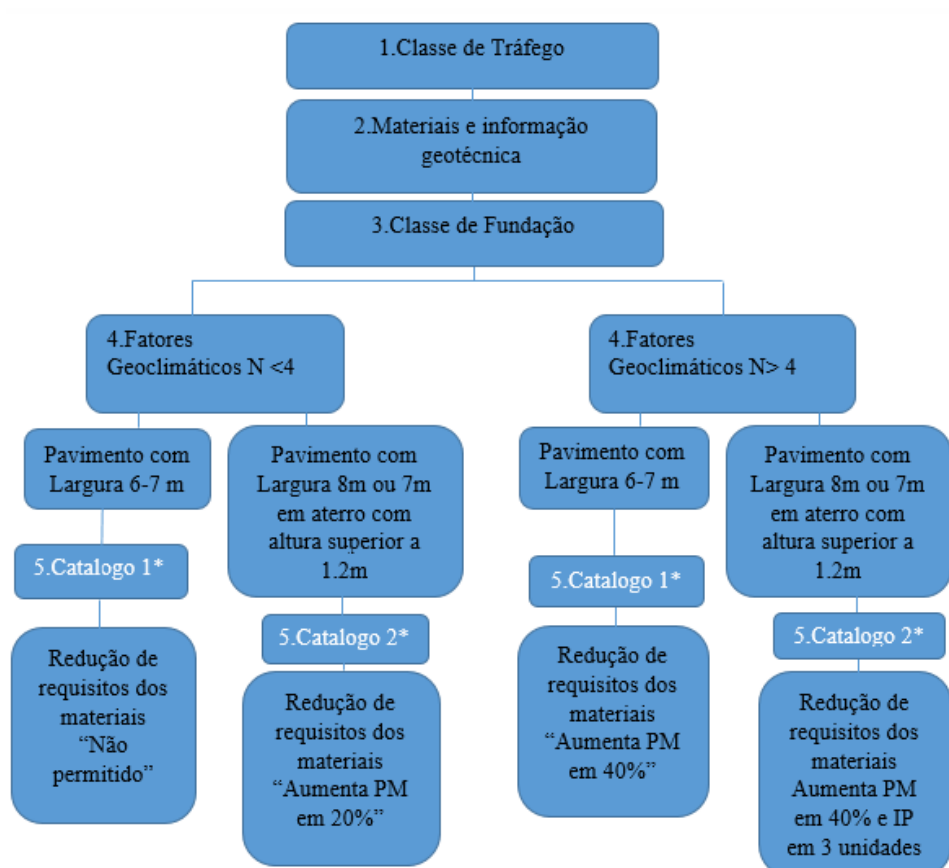 1.Classe de Tráfego
2.Materiais e informação
geotécnica
3.Classe de Fundação
4.Fatores
Geoclimáticos N <4
4.Fatores
Geoclimáticos N> 4
Pavimento com
Largura 6-7 m
Pavimento com
Largura 8m ou 7m
em aterro com
altura superior a
1.2m
Pavimento com
Largura 6-7 m
Pavimento com
Largura 8m ou 7m
em aterro com
altura superior a
1.2m
5.Catalogo 1*
5.Catalogo 2*
5.Catalogo 1*
5.Catalogo 2*
Redução de
requisitos dos
materiais
“Não
permitido”
Redução de
requisitos dos
materiais
“Aumenta PM
em 20%”
Redução de
requisitos dos
materiais
“Aumenta PM
em 40%”
Redução de
requisitos dos
materiais
Aumenta PM
em 40% e IP
em 3 unidades